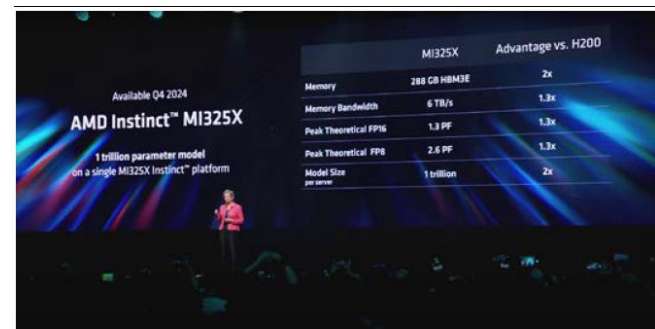 Available Q4 2024
AMD Instinct™ MI325X
1 trillion parameter model
on a single MI325X Instinct™ platform
MI325X Advantage vs. H200
Memory 288 GB HBM3E 2x
Memory Bandwidth 6 TB/s 1.3x
Peak Theoretical FP16 1.3 PF 1.3x
Peak Theoretical FP8 2.6 PF 1.3x
Model Size 1 trillion 2x
per server